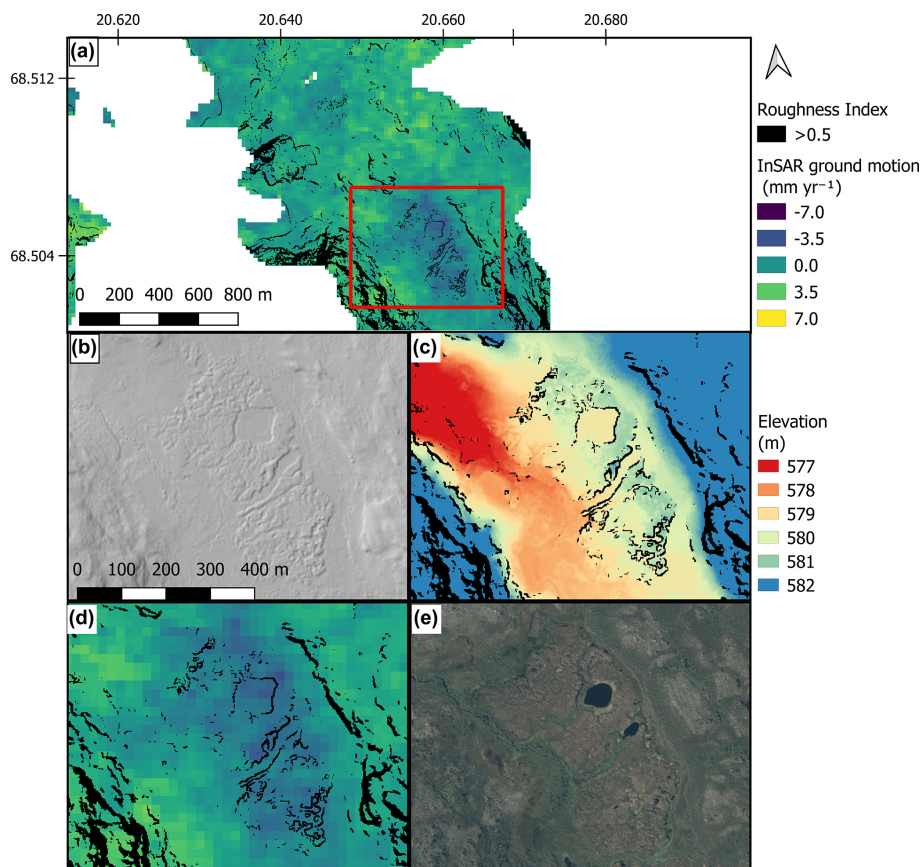 20.620 20.640 20.660 20.680
(a)
68.512
68.504
0 200 400 600 800 m
Roughness Index
>0.5
InSAR ground motion
(mm yr⁻¹)
-7.0
-3.5
0.0
3.5
7.0
(b)
0 100 200 300 400 m
(c)
Elevation
(m)
577
578
579
580
581
582
(d)
(e)